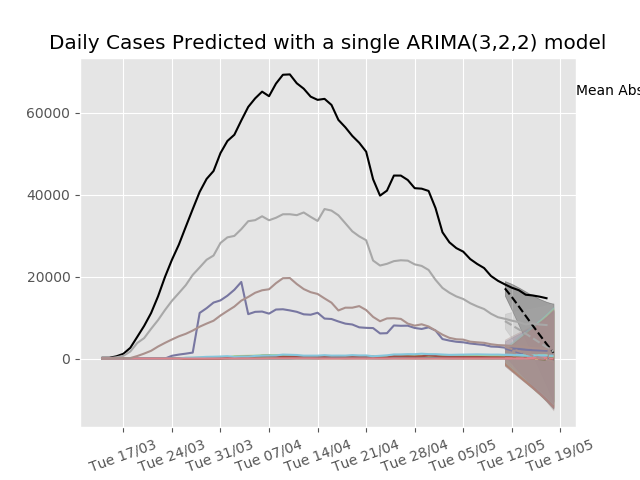 Daily Cases Predicted with a single ARIMA(3,2,2) model
Mean Abs
60000
40000
20000
0
Tue 17/03
Tue 24/03
Tue 31/03
Tue 07/04
Tue 14/04
Tue 21/04
Tue 28/04
Tue 05/05
Tue 12/05
Tue 19/05